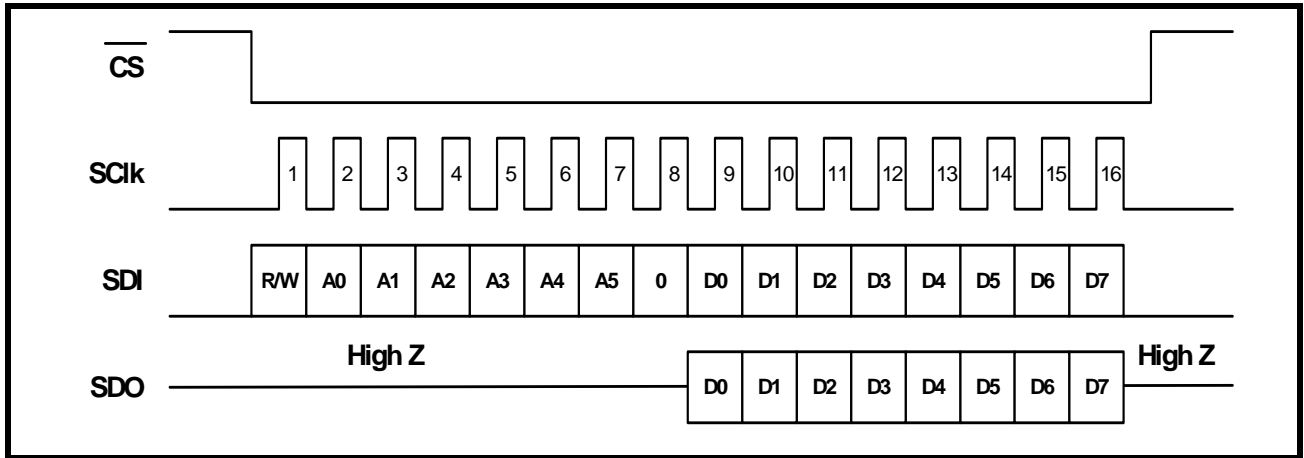 CS
SClk 1 2 3 4 5 6 7 8 9 10 11 12 13 14 15 16
SDI R/W A0 A1 A2 A3 A4 A5 0 D0 D1 D2 D3 D4 D5 D6 D7
High Z High Z
SDO D0 D1 D2 D3 D4 D5 D6 D7